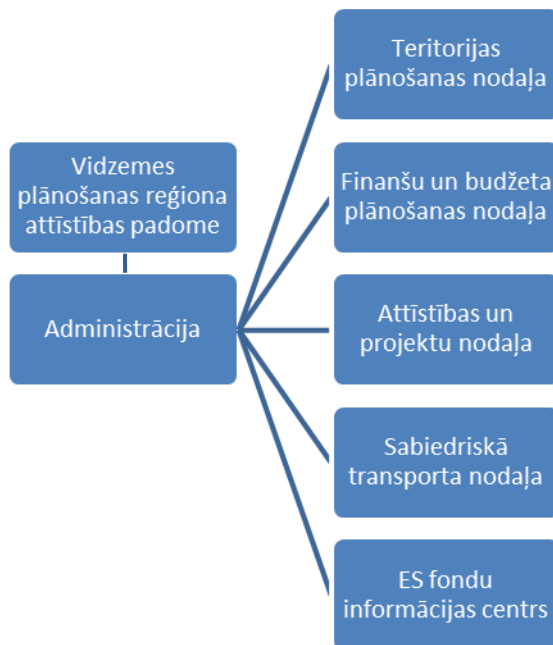 Teritorijas
plānošanas nodaļa
Vidzemes
plānošanas reģiona
attīstības padome
Finanšu un budžeta
plānošanas nodaļa
Administrācija
Attīstības un
projektu nodaļa
Sabiedriskā
transporta nodaļa
ES fondu
informācijas centrs